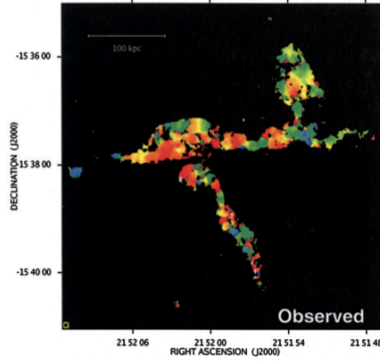 -15 36 00
100 kpc
-15 38 00
DECLINATION (J2000)
-15 40 00
Observed
21 52 06
21 52 00
21 51 54
21 51 48
RIGHT ASCENSION (J2000)